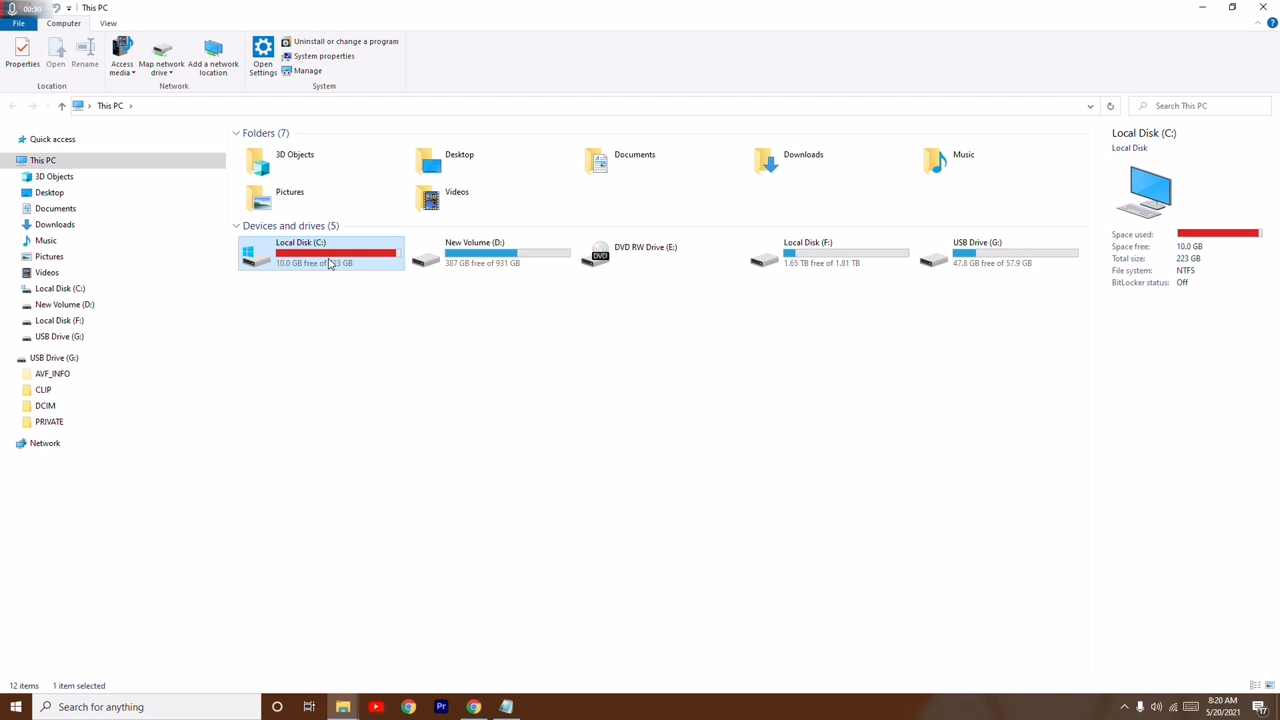 00:30
This PC
File Computer View
Properties Open Rename Access media Map network drive Add a network location Open Settings Uninstall or change a program
System properties
Manage
Location Network System
This PC
Search This PC
Quick access
This PC
3D Objects
Desktop
Documents
Downloads
Music
Pictures
Videos
Local Disk (C:)
New Volume (D:)
Local Disk (F:)
USB Drive (G:)
USB Drive (G:)
AVF_INFO
CLIP
DCIM
PRIVATE
Network
Folders (7)
3D Objects Desktop Documents Downloads Music
Pictures Videos
Devices and drives (5)
Local Disk (C:)
10.0 GB free of 223 GB
New Volume (D:)
387 GB free of 931 GB
DVD RW Drive (E:)
DVD
Local Disk (F:)
1.65 TB free of 1.81 TB
USB Drive (G:)
47.8 GB free of 57.9 GB
Local Disk (C:)
Local Disk
Space used:
Space free: 10.0 GB
Total size: 223 GB
File system: NTFS
BitLocker status: Off
12 items 1 item selected
Search for anything
Pr
8:20 AM
5/20/2021
17